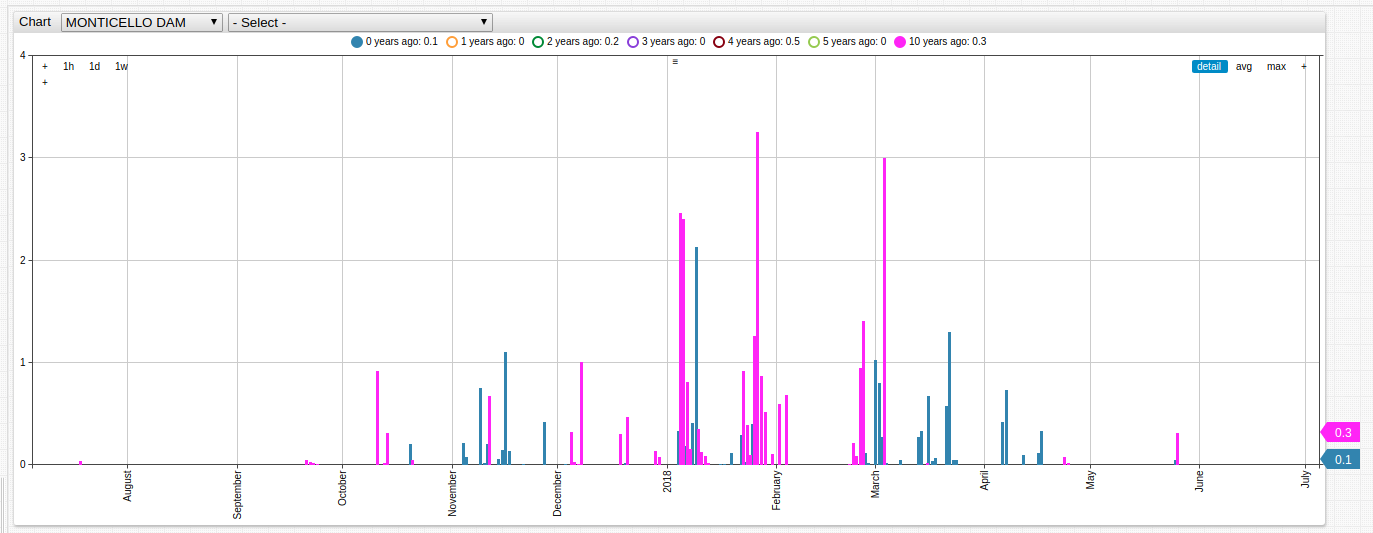 Chart MONTICELLO DAM ▼ - Select - ▼
0 years ago: 0.1 1 years ago: 0 2 years ago: 0.2 3 years ago: 0 4 years ago: 0.5 5 years ago: 0 10 years ago: 0.3
+ 1h 1d 1w ≡ detail avg max +
+
4
3
2
1
0
0.3
0.1
August September October November December 2018 February March April May June July